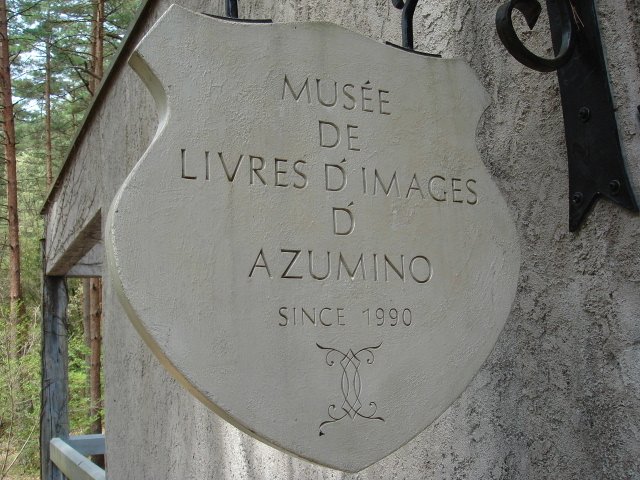 MUSÉE
DE
LIVRES D'IMAGES
D'
AZUMINO
SINCE 1990